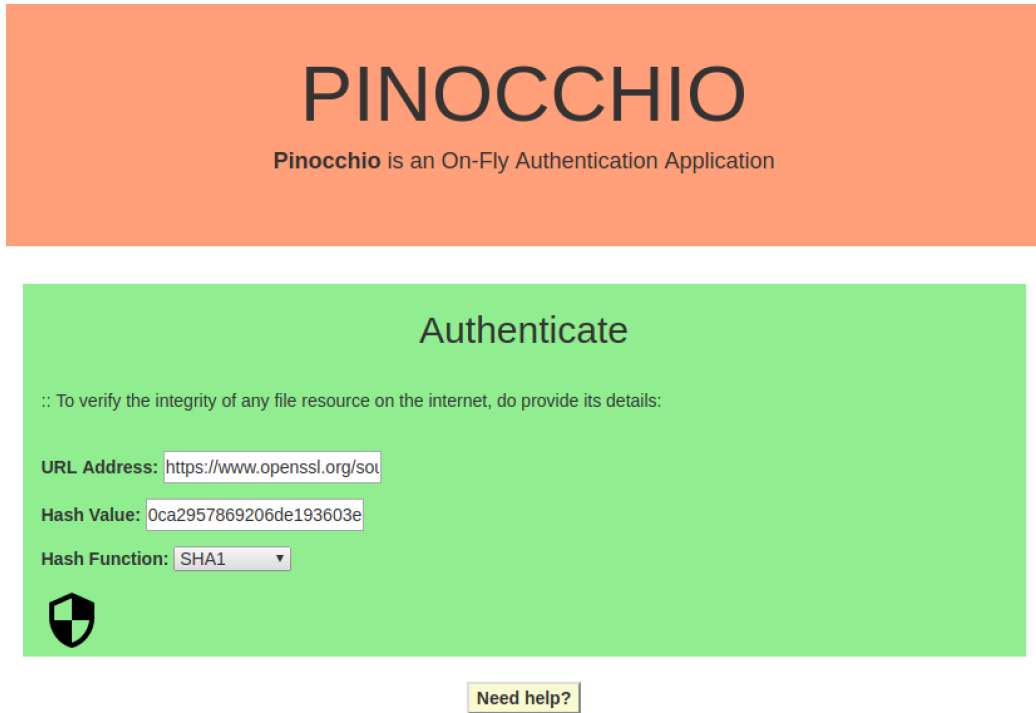 PINOCCHIO
Pinocchio is an On-Fly Authentication Application
Authenticate
:: To verify the integrity of any file resource on the internet, do provide its details:
URL Address: https://www.openssl.org/sou
Hash Value: 0ca2957869206de193603e
Hash Function: SHA1
Need help?